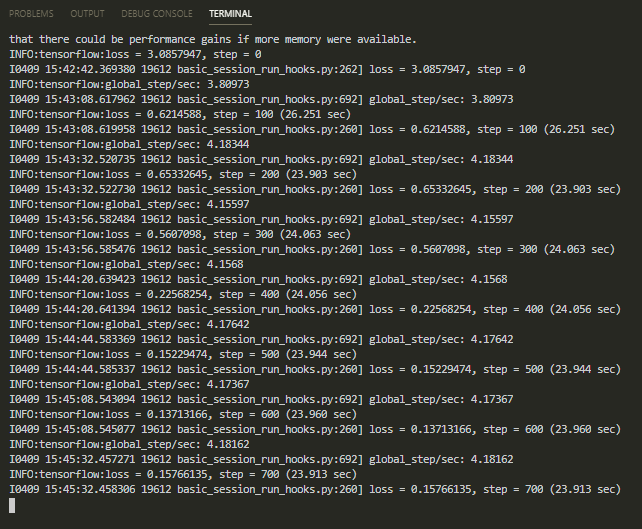 PROBLEMS OUTPUT DEBUG CONSOLE TERMINAL
that there could be performance gains if more memory were available.
INFO:tensorflow:loss = 3.0857947, step = 0
I0409 15:42:42.369380 19612 basic_session_run_hooks.py:262] loss = 3.0857947, step = 0
INFO:tensorflow:global_step/sec: 3.80973
I0409 15:43:08.617962 19612 basic_session_run_hooks.py:692] global_step/sec: 3.80973
INFO:tensorflow:loss = 0.6214588, step = 100 (26.251 sec)
I0409 15:43:08.619958 19612 basic_session_run_hooks.py:260] loss = 0.6214588, step = 100 (26.251 sec)
INFO:tensorflow:global_step/sec: 4.18344
I0409 15:43:32.520735 19612 basic_session_run_hooks.py:692] global_step/sec: 4.18344
INFO:tensorflow:loss = 0.65332645, step = 200 (23.903 sec)
I0409 15:43:32.522730 19612 basic_session_run_hooks.py:260] loss = 0.65332645, step = 200 (23.903 sec)
INFO:tensorflow:global_step/sec: 4.15597
I0409 15:43:56.582484 19612 basic_session_run_hooks.py:692] global_step/sec: 4.15597
INFO:tensorflow:loss = 0.5607098, step = 300 (24.063 sec)
I0409 15:43:56.585476 19612 basic_session_run_hooks.py:260] loss = 0.5607098, step = 300 (24.063 sec)
INFO:tensorflow:global_step/sec: 4.1568
I0409 15:44:20.639423 19612 basic_session_run_hooks.py:692] global_step/sec: 4.1568
INFO:tensorflow:loss = 0.22568254, step = 400 (24.056 sec)
I0409 15:44:20.641394 19612 basic_session_run_hooks.py:260] loss = 0.22568254, step = 400 (24.056 sec)
INFO:tensorflow:global_step/sec: 4.17642
I0409 15:44:44.583369 19612 basic_session_run_hooks.py:692] global_step/sec: 4.17642
INFO:tensorflow:loss = 0.15229474, step = 500 (23.944 sec)
I0409 15:44:44.585337 19612 basic_session_run_hooks.py:260] loss = 0.15229474, step = 500 (23.944 sec)
INFO:tensorflow:global_step/sec: 4.17367
I0409 15:45:08.543094 19612 basic_session_run_hooks.py:692] global_step/sec: 4.17367
INFO:tensorflow:loss = 0.13713166, step = 600 (23.960 sec)
I0409 15:45:08.545077 19612 basic_session_run_hooks.py:260] loss = 0.13713166, step = 600 (23.960 sec)
INFO:tensorflow:global_step/sec: 4.18162
I0409 15:45:32.457271 19612 basic_session_run_hooks.py:692] global_step/sec: 4.18162
INFO:tensorflow:loss = 0.15766135, step = 700 (23.913 sec)
I0409 15:45:32.458306 19612 basic_session_run_hooks.py:260] loss = 0.15766135, step = 700 (23.913 sec)